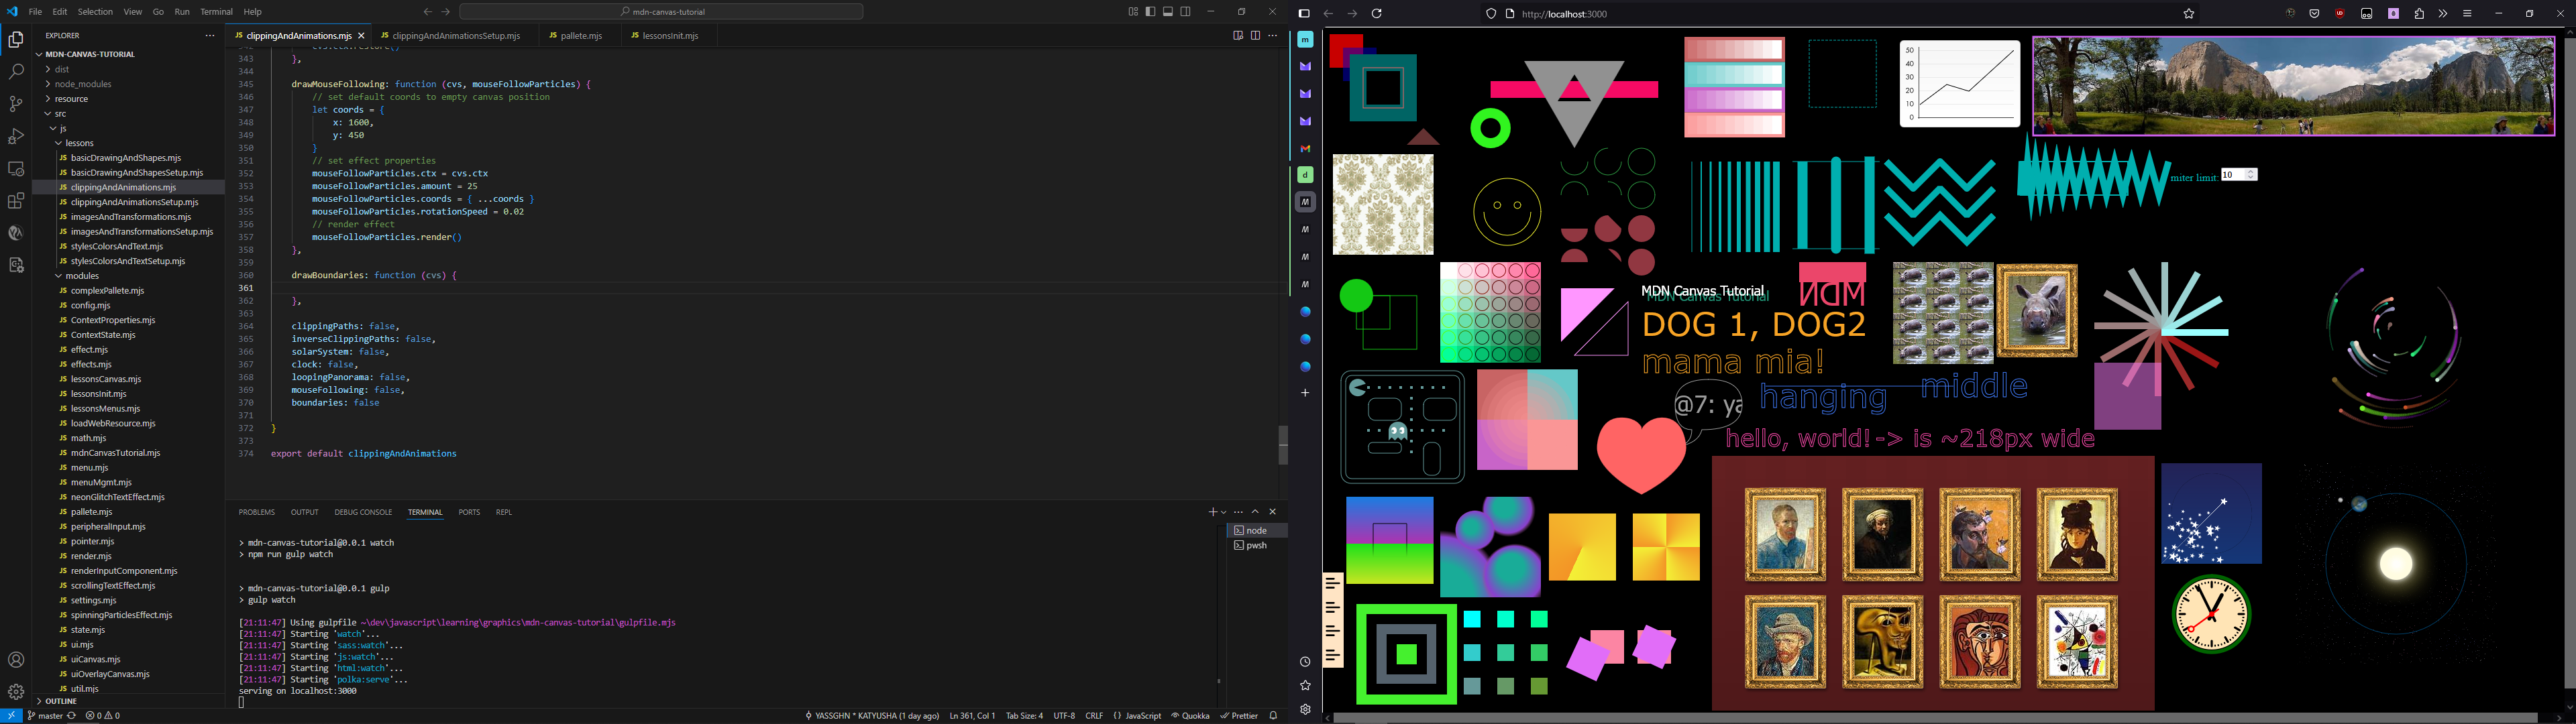 File Edit Selection View Go Run Terminal Help
mdn-canvas-tutorial
EXPLORER
MDN-CANVAS-TUTORIAL
dist
node_modules
resource
src
js
lessons
basicDrawingAndShapes.mjs
basicDrawingAndShapesSetup.mjs
clippingAndAnimations.mjs
clippingAndAnimationsSetup.mjs
imagesAndTransformations.mjs
imagesAndTransformationsSetup.mjs
stylesColorsAndText.mjs
stylesColorsAndTextSetup.mjs
modules
complexPallete.mjs
config.mjs
ContextProperties.mjs
ContextState.mjs
effect.mjs
effects.mjs
lessonsCanvas.mjs
lessonsInit.mjs
lessonsMenus.mjs
loadWebResource.mjs
math.mjs
mdnCanvasTutorial.mjs
menu.mjs
menuMgmt.mjs
neonGlitchTextEffect.mjs
pallete.mjs
peripheralInput.mjs
pointer.mjs
render.mjs
renderInputComponent.mjs
scrollingTextEffect.mjs
settings.mjs
spinningParticlesEffect.mjs
state.mjs
ui.mjs
uiCanvas.mjs
uiOverlayCanvas.mjs
util.mjs
OUTLINE
clippingAndAnimations.mjs clippingAndAnimationsSetup.mjs pallete.mjs lessonsInit.mjs
343 },
344
345 drawMouseFollowing: function (cvs, mouseFollowParticles) {
346 // set default coords to empty canvas position
347 let coords = {
348 x: 1600,
349 y: 450
350 }
351 // set effect properties
352 mouseFollowParticles.ctx = cvs.ctx
353 mouseFollowParticles.amount = 25
354 mouseFollowParticles.coords = { ...coords }
355 mouseFollowParticles.rotationSpeed = 0.02
356 // render effect
357 mouseFollowParticles.render()
358 },
359
360 drawBoundaries: function (cvs) {
361
362 },
363
364 clippingPaths: false,
365 inverseClippingPaths: false,
366 solarSystem: false,
367 clock: false,
368 loopingPanorama: false,
369 mouseFollowing: false,
370 boundaries: false
371
372 }
373
374 export default clippingAndAnimations
PROBLEMS OUTPUT DEBUG CONSOLE TERMINAL PORTS REPL
node
pwsh
> mdn-canvas-tutorial@0.0.1 watch
> npm run gulp watch
> mdn-canvas-tutorial@0.0.1 gulp
> gulp watch
[21:11:47] Using gulpfile ~\dev\javascript\learning\graphics\mdn-canvas-tutorial\gulpfile.mjs
[21:11:47] Starting 'watch'...
[21:11:47] Starting 'sass:watch'...
[21:11:47] Starting 'js:watch'...
[21:11:47] Starting 'html:watch'...
[21:11:47] Starting 'polka:serve'...
serving on localhost:3000
master 0 0 YASSGHN * KATYUSHA (1 day ago) Ln 361, Col 1 Tab Size: 4 UTF-8 CRLF {} JavaScript Quokka Prettier
http://localhost:3000
50
40
30
20
10
0
miter limit: 10
MDN Canvas Tutorial
MDN Canvas Tutorial
MDN
DOG 1, DOG2
mama mia!
@7: ya
hanging
middle
hello, world! -> is ~218px wide